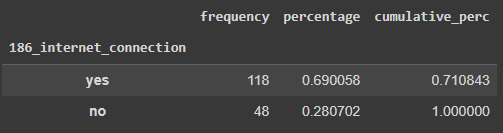 frequency percentage cumulative_perc
186_internet_connection
yes 118 0.690058 0.710843
no 48 0.280702 1.000000